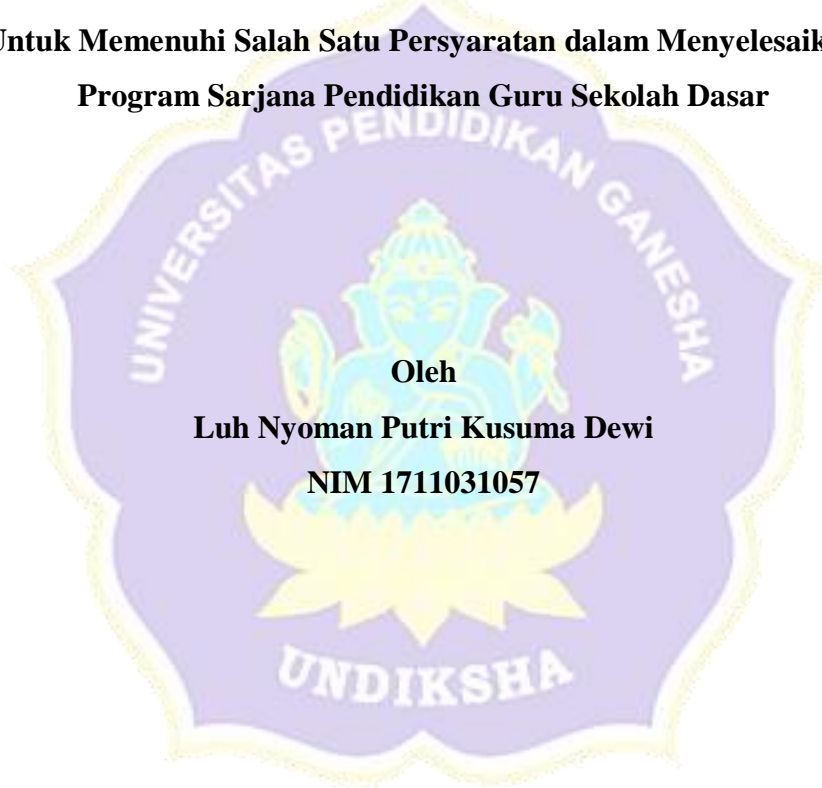 Untuk Memenuhi Salah Satu Persyaratan dalam Menyelesaik
Program Sarjana Pendidikan Guru Sekolah Dasar
UNIVERSITAS PENDIDIKAN GANESHA
Oleh
Luh Nyoman Putri Kusuma Dewi
NIM 1711031057
UNDIKSHA